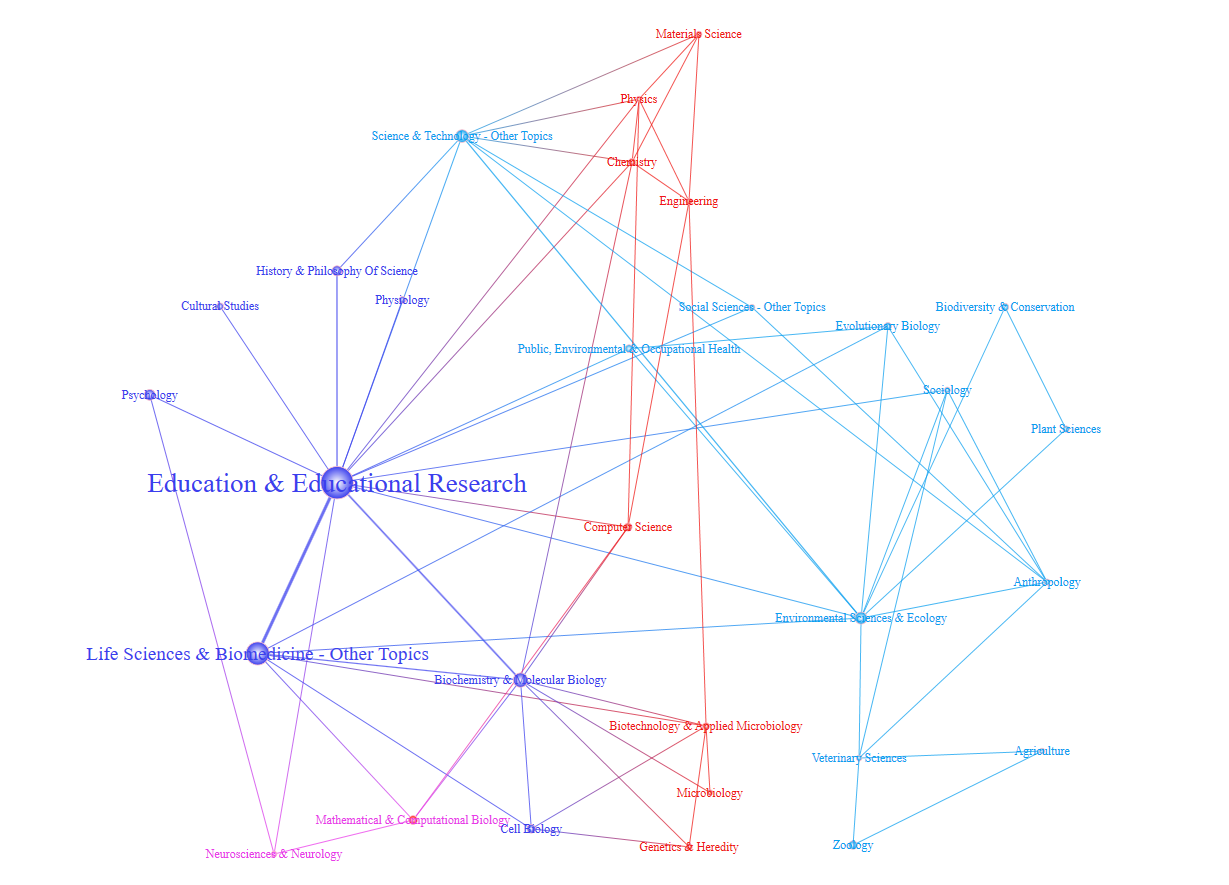 Materials Science
Physics
Science & Technology - Other Topics
Chemistry
Engineering
History & Philosophy Of Science
Physiology
Cultural Studies
Social Sciences - Other Topics
Biodiversity & Conservation
Evolutionary Biology
Public, Environmental & Occupational Health
Sociology
Psychology
Plant Sciences
Education & Educational Research
Computer Science
Anthropology
Environmental Sciences & Ecology
Life Sciences & Biomedicine - Other Topics
Biochemistry & Molecular Biology
Biotechnology & Applied Microbiology
Agriculture
Veterinary Sciences
Microbiology
Mathematical & Computational Biology
Cell Biology
Zoology
Genetics & Heredity
Neurosciences & Neurology